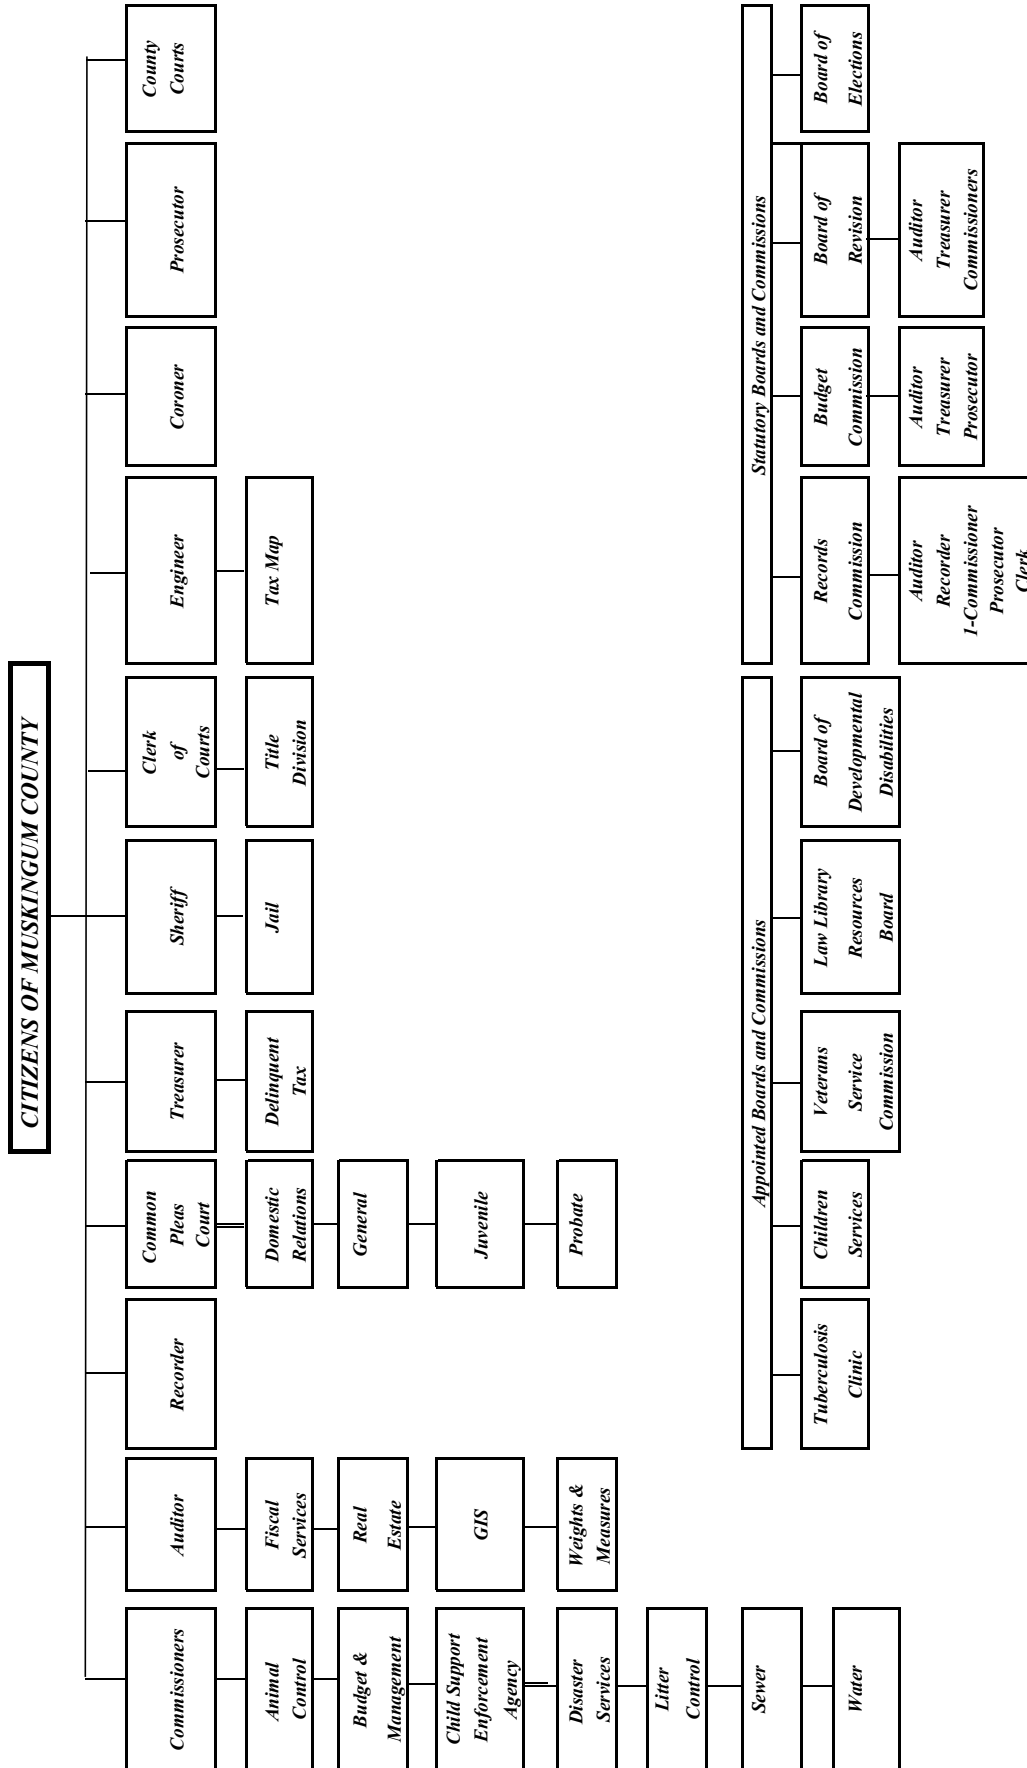 CITIZENS OF MUSKINGUM COUNTY
Commissioners
Auditor
Recorder
Common
Pleas
Court
Treasurer
Sheriff
Clerk
of
Courts
Engineer
Coroner
Prosecutor
County
Courts
Animal
Control
Fiscal
Services
Domestic
Relations
Delinquent
Tax
Jail
Title
Division
Tax Map
Budget &
Management
Real
Estate
General
Child Support
Enforcement
Agency
GIS
Juvenile
Disaster
Services
Weights &
Measures
Probate
Litter
Control
Sewer
Water
Appointed Boards and Commissions
Tuberculosis
Clinic
Children
Services
Veterans
Service
Commission
Law Library
Resources
Board
Board of
Developmental
Disabilities
Statutory Boards and Commissions
Records
Commission
Budget
Commission
Board of
Revision
Board of
Elections
Auditor
Recorder
1-Commissioner
Prosecutor
Clerk
Auditor
Treasurer
Prosecutor
Auditor
Treasurer
Commissioners